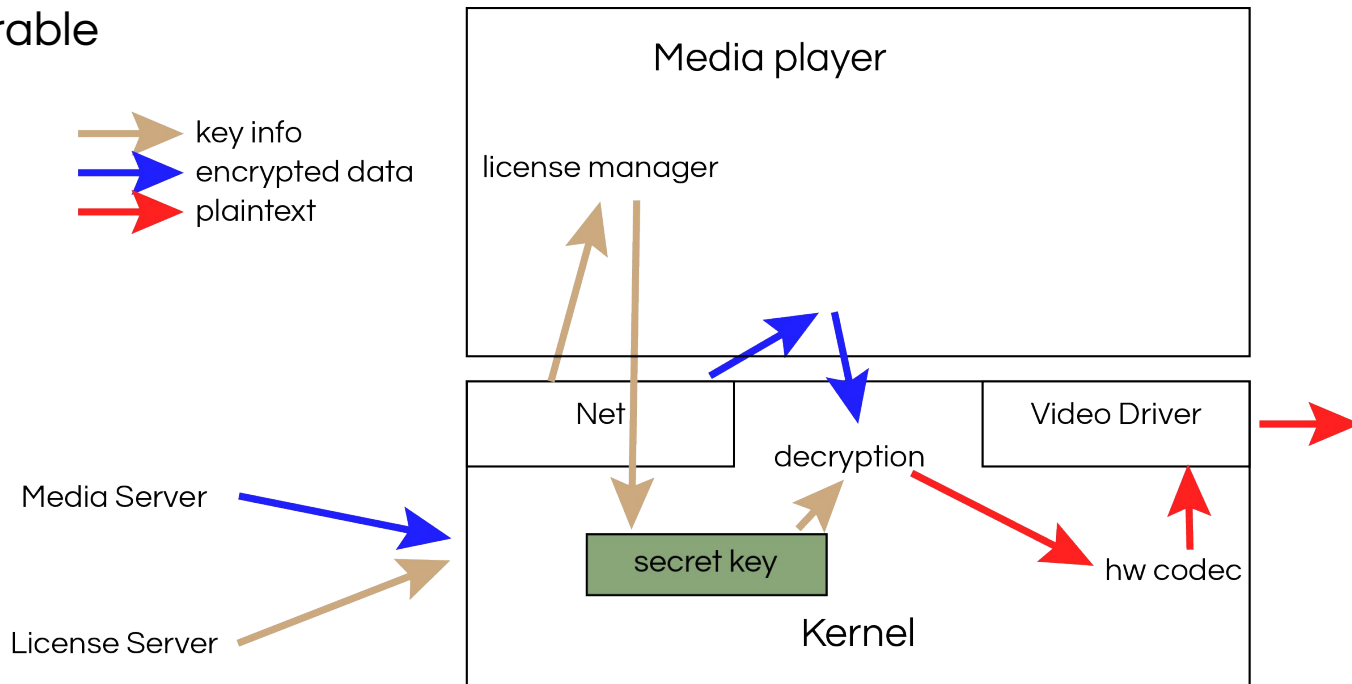 rable
Media player
key info
encrypted data
plaintext
license manager
Net
Video Driver
decryption
Media Server
secret key
hw codec
License Server
Kernel